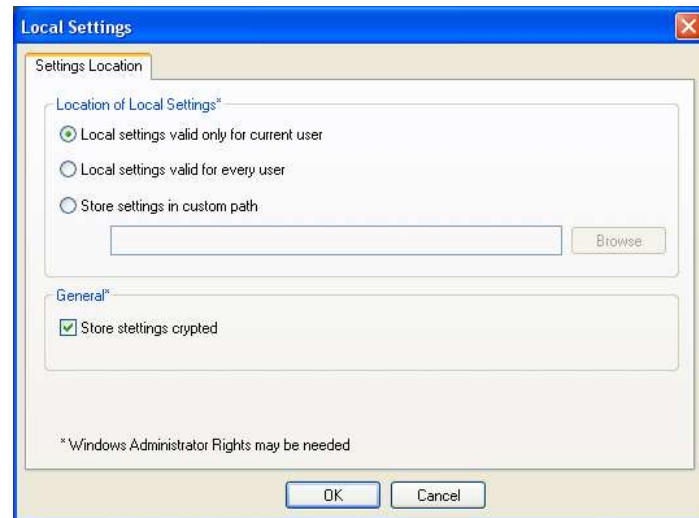 Local Settings
Settings Location
Location of Local Settings*
Local settings valid only for current user
Local settings valid for every user
Store settings in custom path
Browse
General*
Store stettings crypted
* Windows Administrator Rights may be needed
OK Cancel